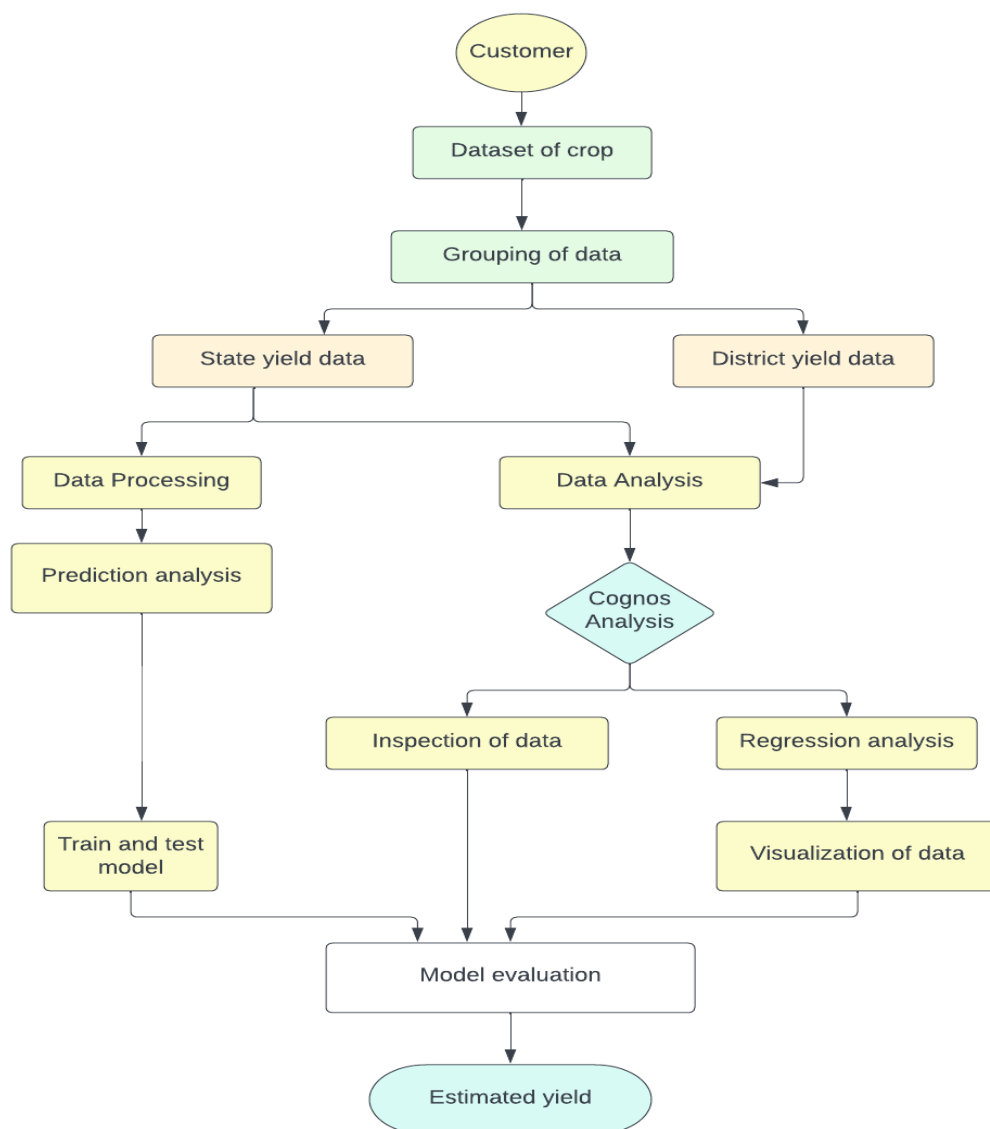 Customer
Dataset of crop
Grouping of data
State yield data
District yield data
Data Processing
Data Analysis
Prediction analysis
Cognos
Analysis
Inspection of data
Regression analysis
Train and test
model
Visualization of data
Model evaluation
Estimated yield